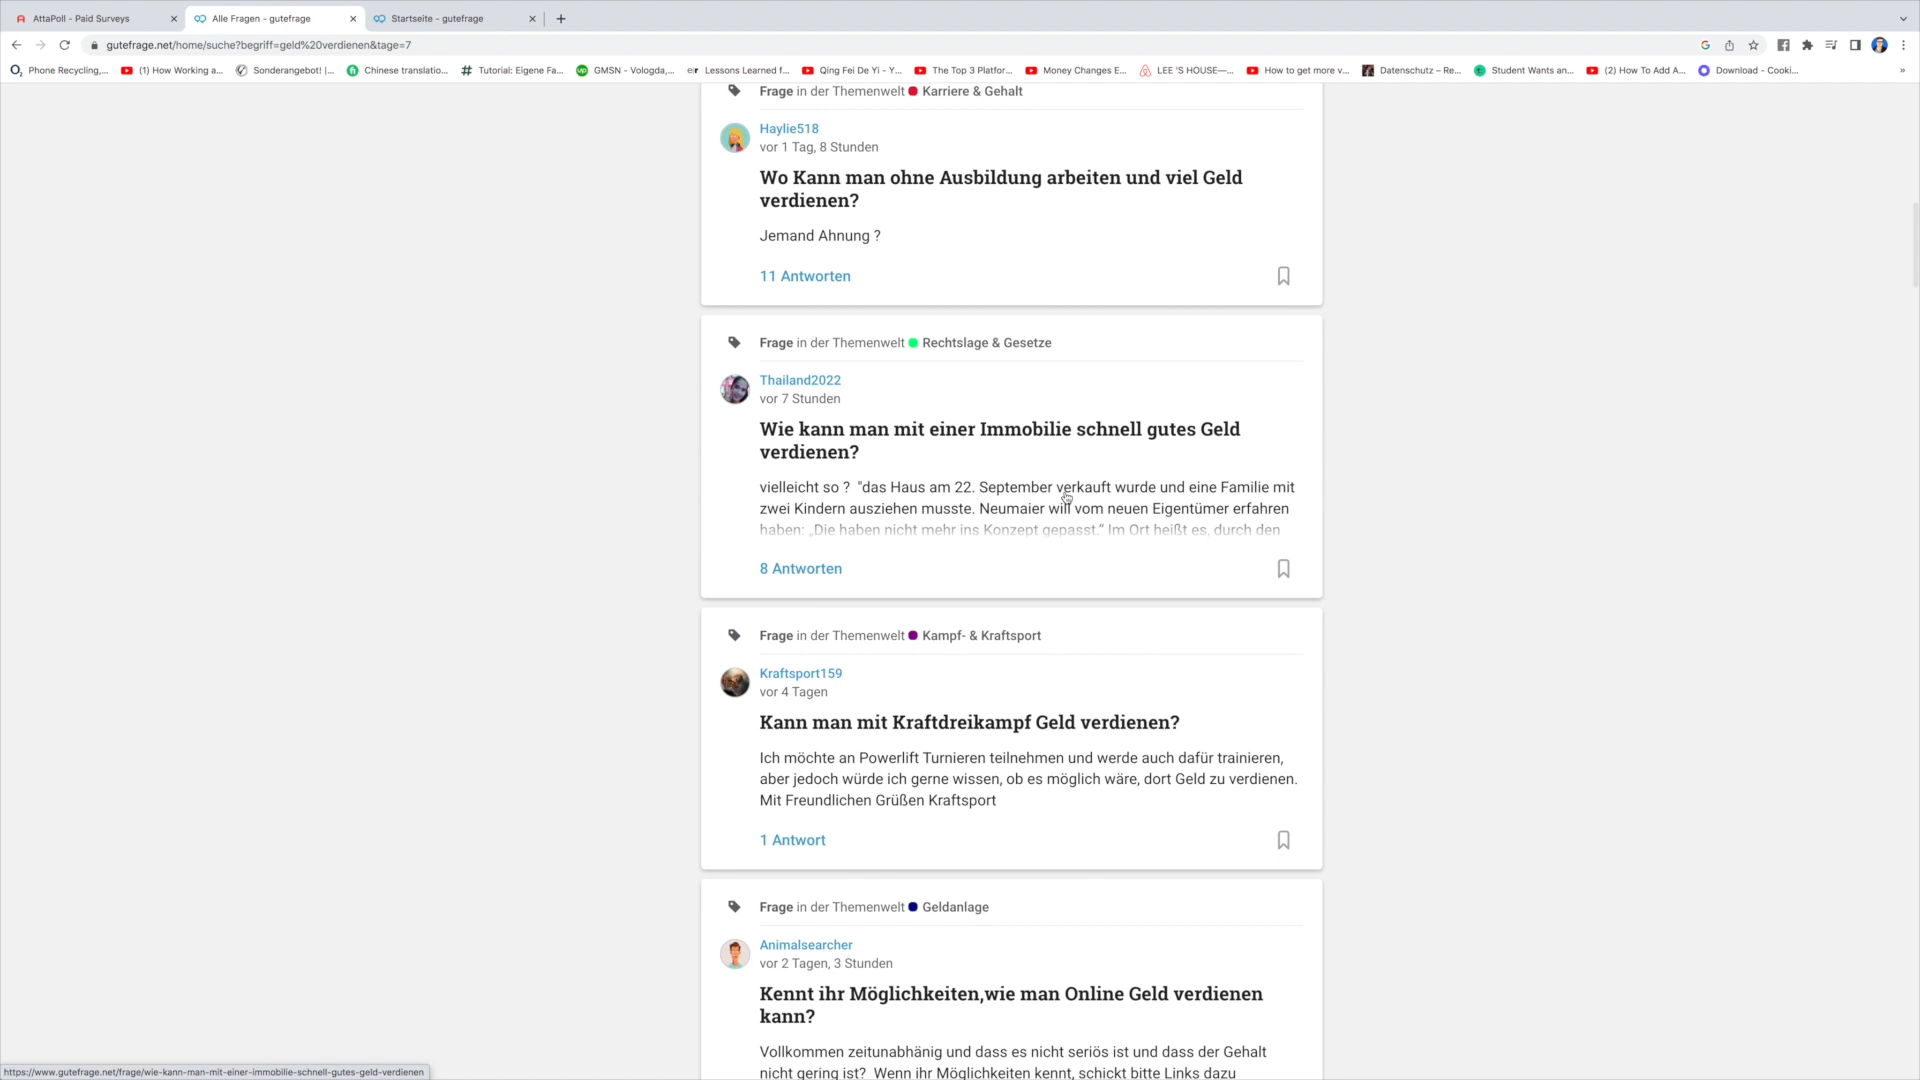 AttaPoll - Paid Surveys
Alle Fragen - gutefrage
Startseite - gutefrage
gutefrage.net/home/suche?begriff=geld%20verdienen&tage=7
O2 Phone Recycling,...
(1) How Working a...
Sonderangebot! |...
Chinese translatio...
Tutorial: Eigene Fa...
GMSN - Vologda,...
Lessons Learned f...
Qing Fei De Yi - Y...
The Top 3 Platfor...
Money Changes E...
LEE 'S HOUSE—...
How to get more v...
Datenschutz – Re...
Student Wants an...
(2) How To Add A...
Download - Cooki...
»
Frage in der Themenwelt Karriere & Gehalt
Haylie518
vor 1 Tag, 8 Stunden
Wo Kann man ohne Ausbildung arbeiten und viel Geld
verdienen?
Jemand Ahnung ?
11 Antworten
Frage in der Themenwelt Rechtslage & Gesetze
Thailand2022
vor 7 Stunden
Wie kann man mit einer Immobilie schnell gutes Geld
verdienen?
vielleicht so ? "das Haus am 22. September verkauft wurde und eine Familie mit
zwei Kindern ausziehen musste. Neumaier will vom neuen Eigentümer erfahren
haben: „Die haben nicht mehr ins Konzept gepasst.“ Im Ort heißt es, durch den
8 Antworten
Frage in der Themenwelt Kampf- & Kraftsport
Kraftsport159
vor 4 Tagen
Kann man mit Kraftdreikampf Geld verdienen?
Ich möchte an Powerlift Turnieren teilnehmen und werde auch dafür trainieren,
aber jedoch würde ich gerne wissen, ob es möglich wäre, dort Geld zu verdienen.
Mit Freundlichen Grüßen Kraftsport
1 Antwort
Frage in der Themenwelt Geldanlage
Animalsearcher
vor 2 Tagen, 3 Stunden
Kennt ihr Möglichkeiten,wie man Online Geld verdienen
kann?
Vollkommen zeitunabhänig und dass es nicht seriös ist und dass der Gehalt
nicht gering ist? Wenn ihr Möglichkeiten kennt, schickt bitte Links dazu
https://www.gutefrage.net/frage/wie-kann-man-mit-einer-immobilie-schnell-gutes-geld-verdienen